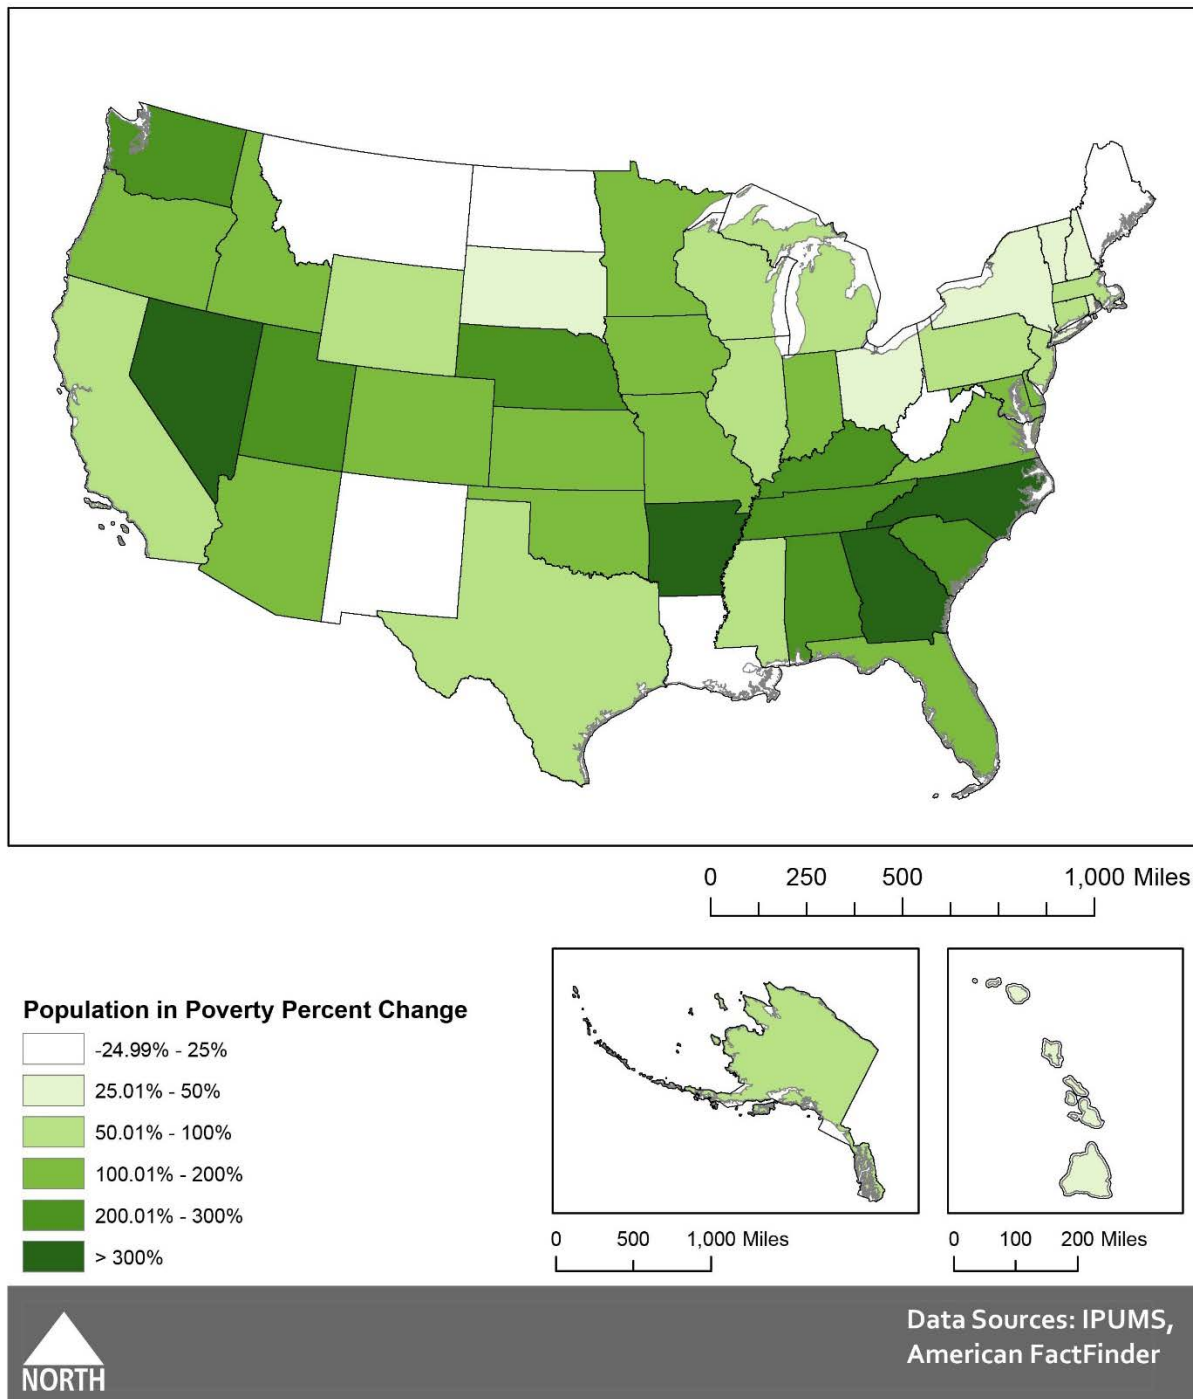 0 250 500 1,000 Miles
Population in Poverty Percent Change
-24.99% - 25%
25.01% - 50%
50.01% - 100%
100.01% - 200%
200.01% - 300%
> 300%
0 500 1,000 Miles
0 100 200 Miles
NORTH
Data Sources: IPUMS,
American FactFinder